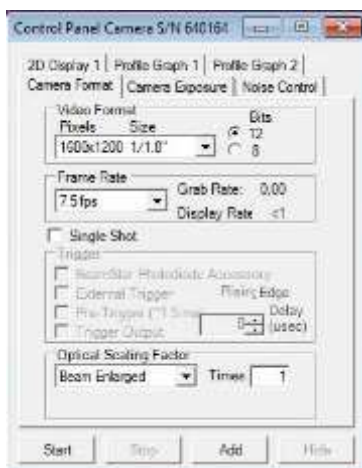 Control Panel Camera S/N 640164
2D Display 1 Profile Graph 1 Profile Graph 2
Camera Format Camera Exposure Noise Control
Video Format
Pixels Size Bits
1600x1200 1/1.8" 12
8
Frame Rate
7.5 fps Grab Rate: 0.00
Display Rate <1
Single Shot
Trigger
BeamStar Photodiode Accessory
External Trigger Rising Edge
Pre-Trigger Delay
Trigger Output 0 (usec)
Optical Scaling Factor
Beam Enlarged Times 1
Start Stop Add Hide